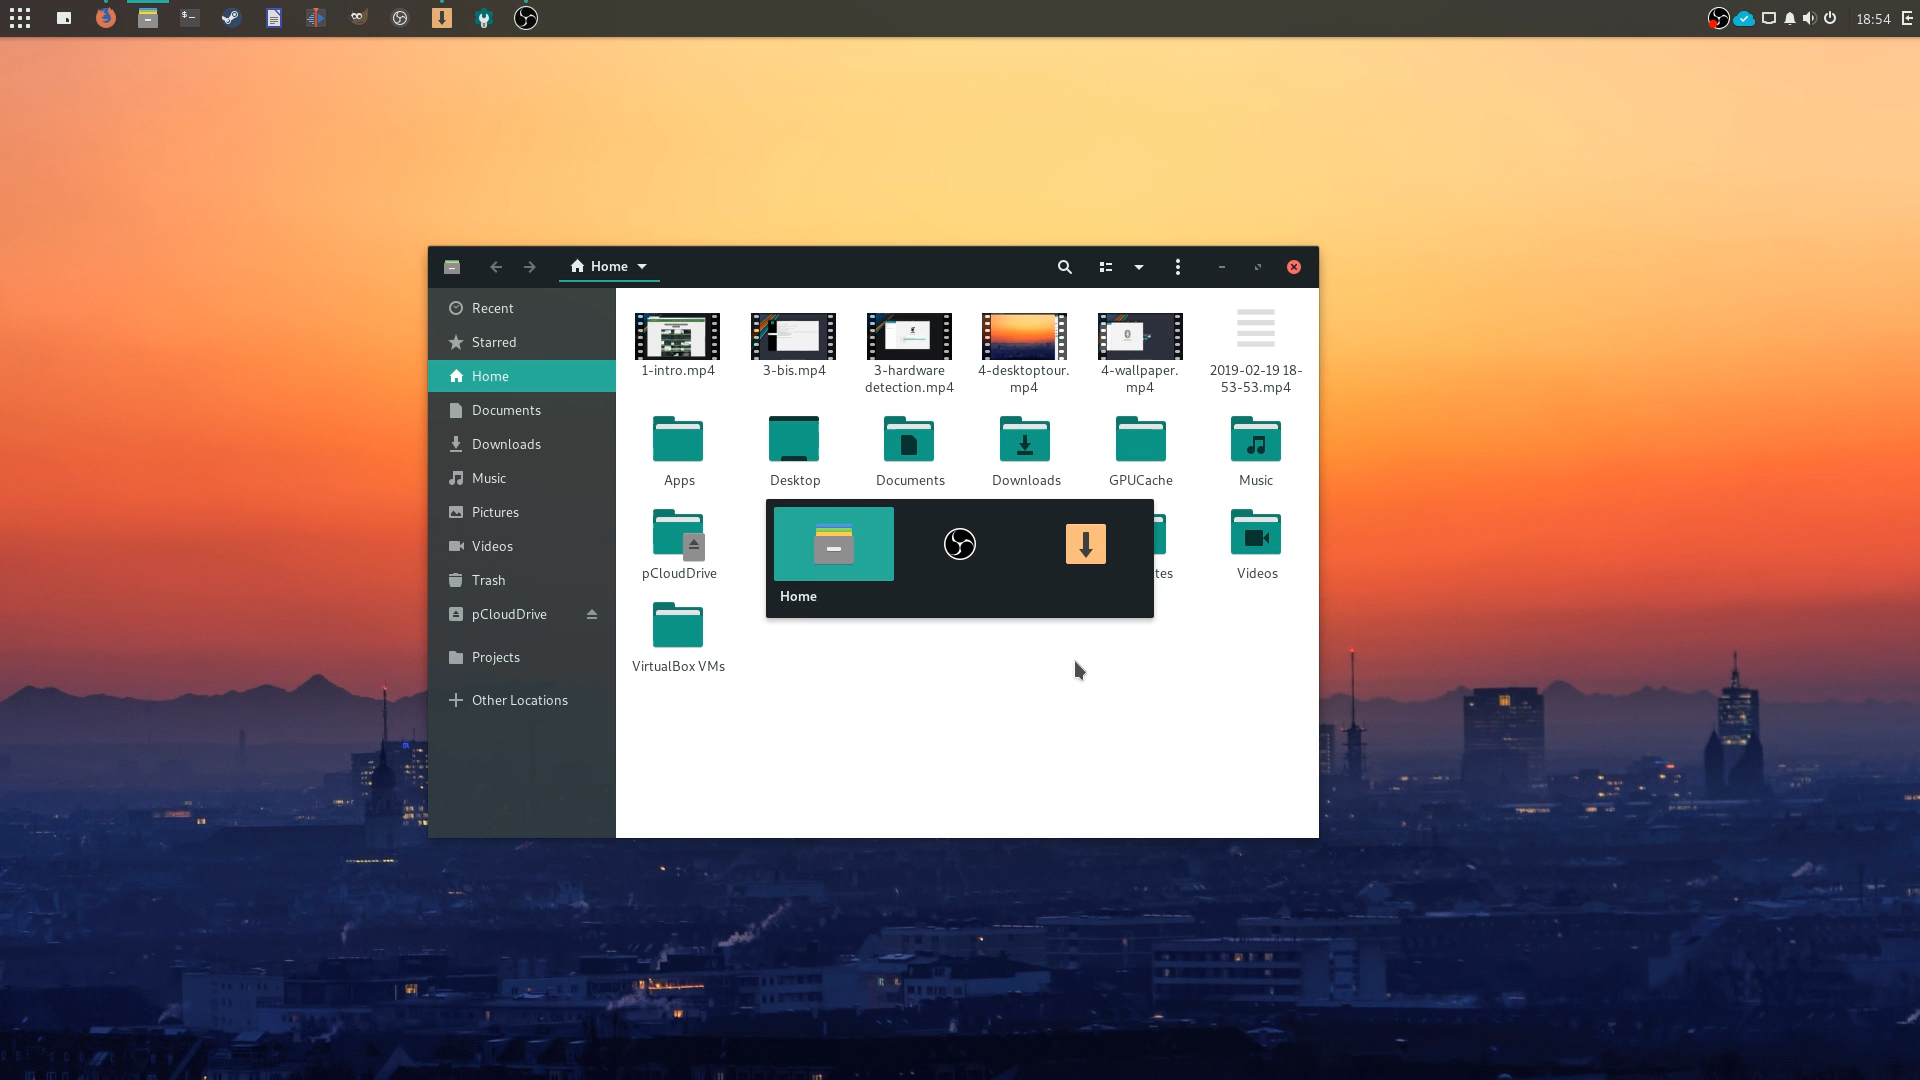 18:54
Home
Recent
Starred
Home
Documents
Downloads
Music
Pictures
Videos
Trash
pCloudDrive
Projects
Other Locations
1-intro.mp4
3-bis.mp4
3-hardware
detection.mp4
4-desktoptour.
mp4
4-wallpaper.
mp4
2019-02-19 18-
53-53.mp4
Apps
Desktop
Documents
Downloads
GPUCache
Music
pCloudDrive
tes
Videos
Home
VirtualBox VMs